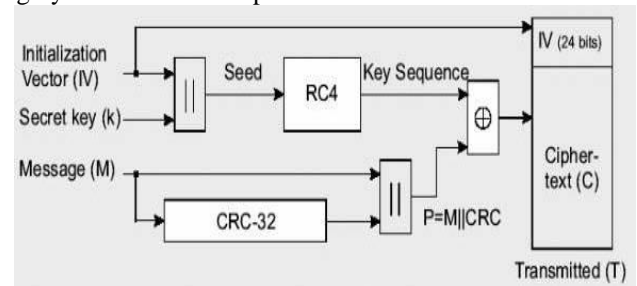 Initialization
Vector (IV)
Secret key (k)
Message (M)
||
Seed
RC4
Key Sequence
⊕
IV (24 bits)
Cipher-
text (C)
CRC-32
||
P=M||CRC
Transmitted (T)